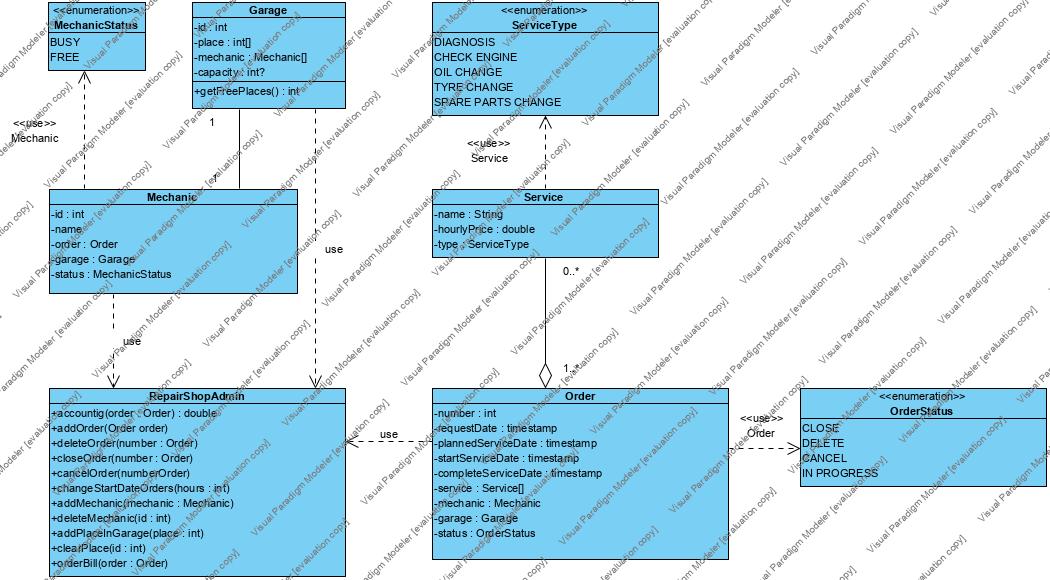 <<enumeration>>
MechanicStatus
BUSY
FREE
Garage
-id : int
-place : int[]
-mechanic : Mechanic[]
-capacity : int?
+getFreePlaces() : int
<<enumeration>>
ServiceType
DIAGNOSIS
CHECK ENGINE
OIL CHANGE
TYRE CHANGE
SPARE PARTS CHANGE
<<use>>
Mechanic
1
<<use>>
Service
Mechanic
-id : int
-name
-order : Order
-garage : Garage
-status : MechanicStatus
use
Service
-name : String
-hourlyPrice : double
-type : ServiceType
0..*
use
1..*
RepairShopAdmin
+accountig(order : Order) : double
+addOrder(Order order)
+deleteOrder(number : Order)
+closeOrder(number : Order)
+cancelOrder(numberOrder)
+changeStartDateOrders(hours : int)
+addMechanic(mechanic : Mechanic)
+deleteMechanic(id : int)
+addPlaceInGarage(place : int)
+clearPlace(id : int)
+orderBill(order : Order)
use
Order
-number : int
-requestDate : timestamp
-plannedServiceDate : timestamp
-startServiceDate : timestamp
-completeServiceDate : timestamp
-service : Service[]
-mechanic : Mechanic
-garage : Garage
-status : OrderStatus
<<use>>
Order
<<enumeration>>
OrderStatus
CLOSE
DELETE
CANCEL
IN PROGRESS
Visual Paradigm Modeler [evaluation copy]